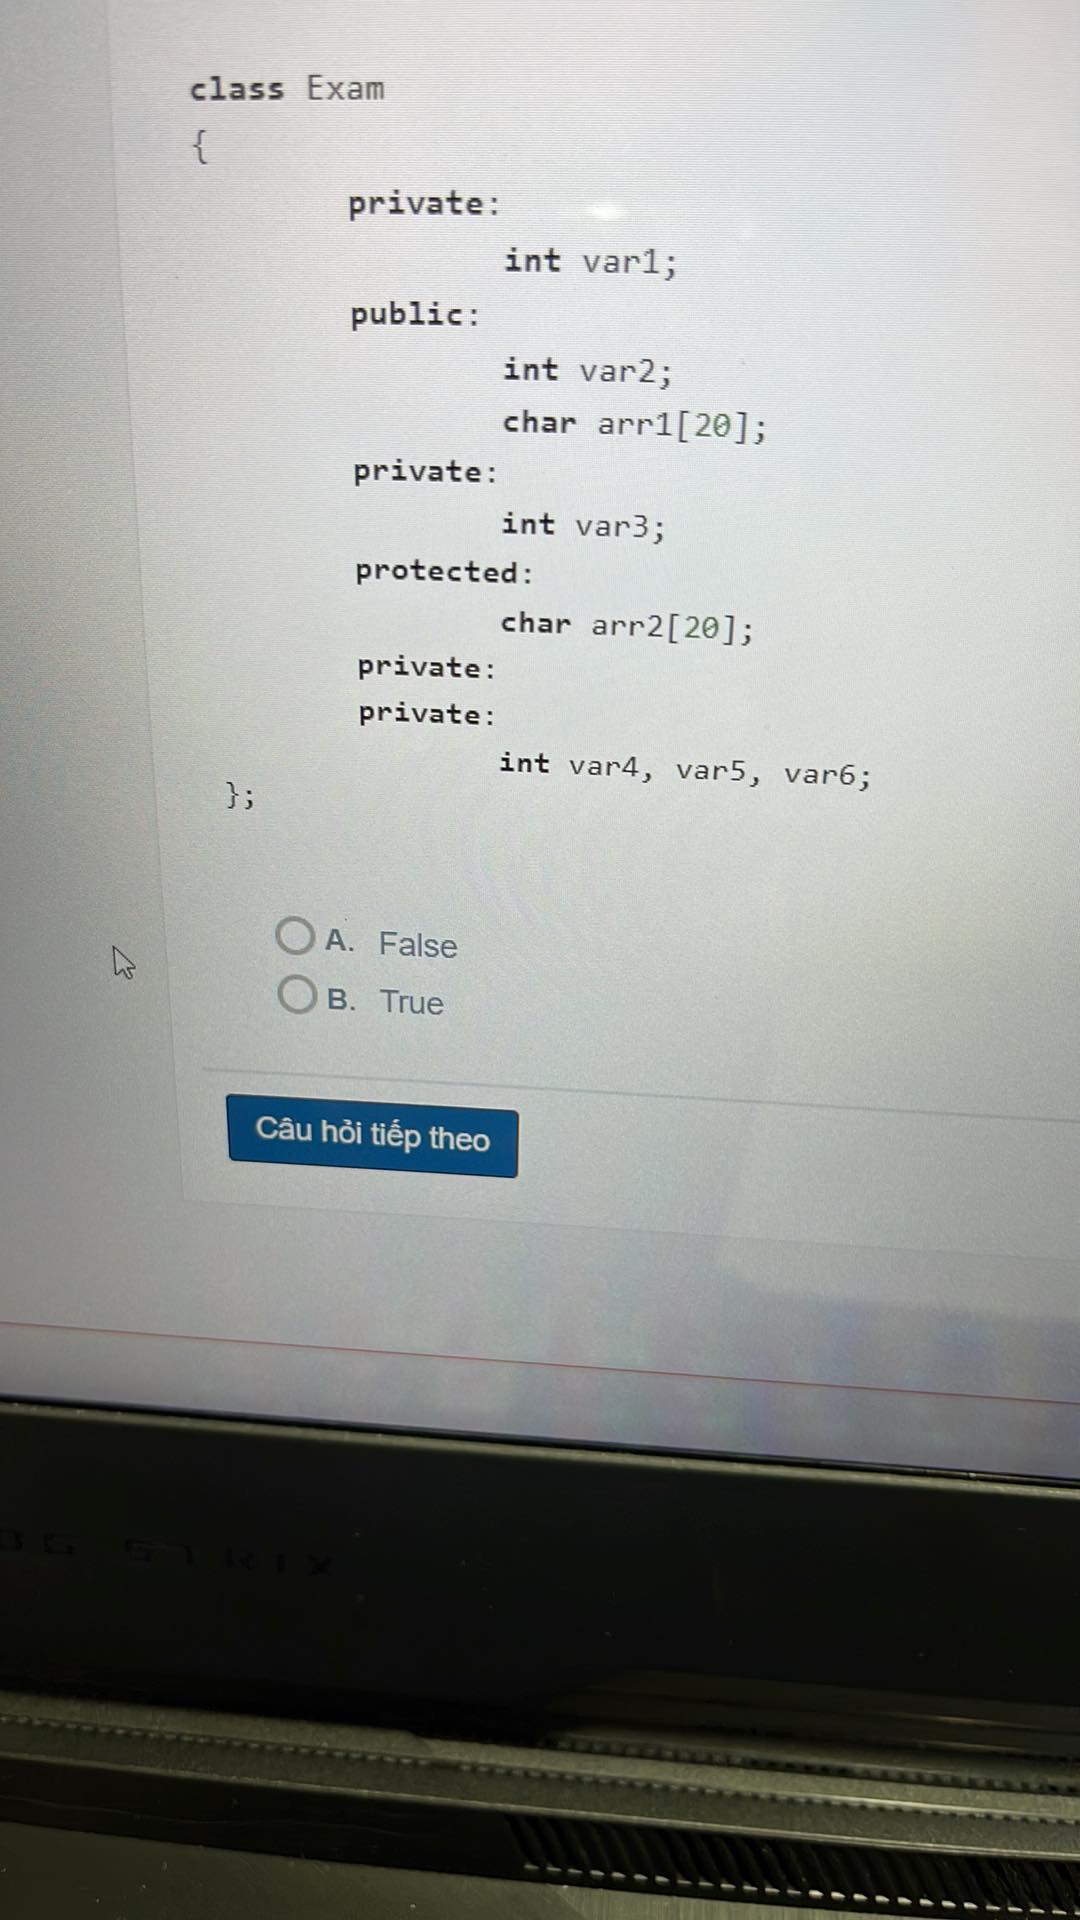 class Exam
{
private:
int var1;
public:
int var2;
char arr1[20];
private:
int var3;
protected:
char arr2[20];
private:
private:
int var4, var5, var6;
};
A. False
B. True
Câu hỏi tiếp theo